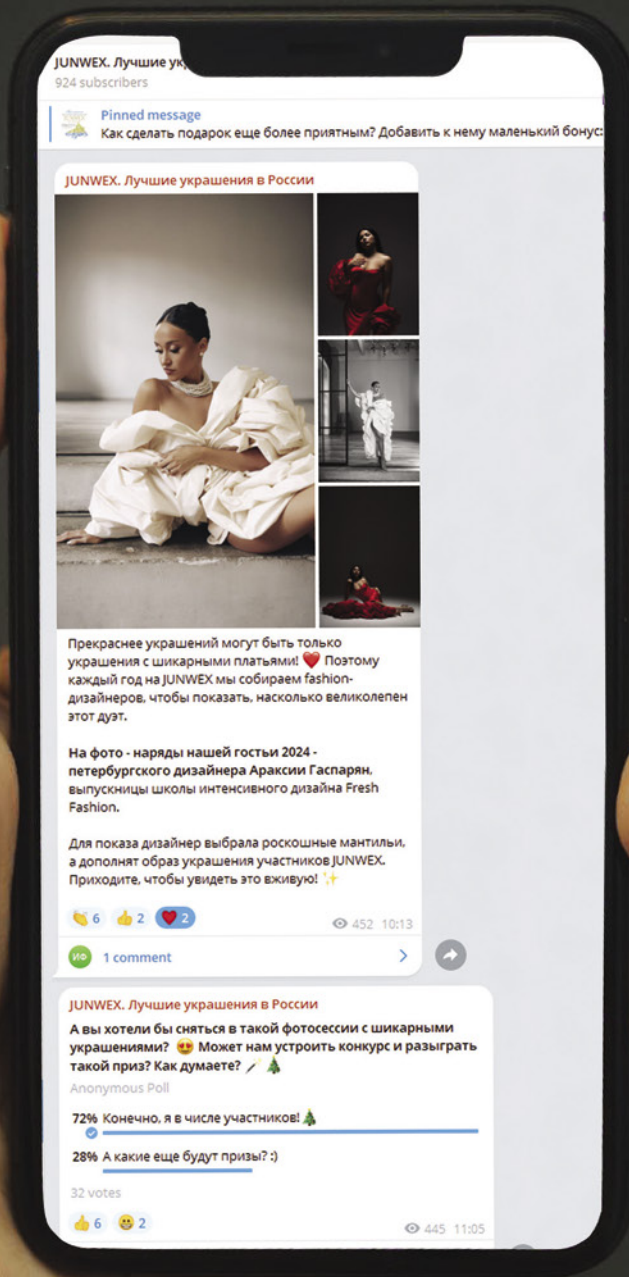 JUNWEX. Лучшие ук
924 subscribers
Pinned message
Как сделать подарок еще более приятным? Добавить к нему маленький бонус:
JUNWEX. Лучшие украшения в России
Прекраснее украшений могут быть только
украшения с шикарными платьями! ❤️ Поэтому
каждый год на JUNWEX мы собираем fashion-
дизайнеров, чтобы показать, насколько великолепен
этот дуэт.
На фото - наряды нашей гостьи 2024 -
петербургского дизайнера Араксии Гаспарян,
выпускницы школы интенсивного дизайна Fresh
Fashion.
Для показа дизайнер выбрала роскошные мантильи,
а дополнят образ украшения участников JUNWEX.
Приходите, чтобы увидеть это вживую! ✨
👏 6 👍 2 ❤️ 2 452 10:13
ИФ 1 comment
JUNWEX. Лучшие украшения в России
А вы хотели бы сняться в такой фотосессии с шикарными
украшениями? 😍 Может нам устроить конкурс и разыграть
такой приз? Как думаете? 🪄🎄
Anonymous Poll
72% Конечно, я в числе участников!🎄
28% А какие еще будут призы? :)
32 votes
👍 6 😀 2 445 11:05